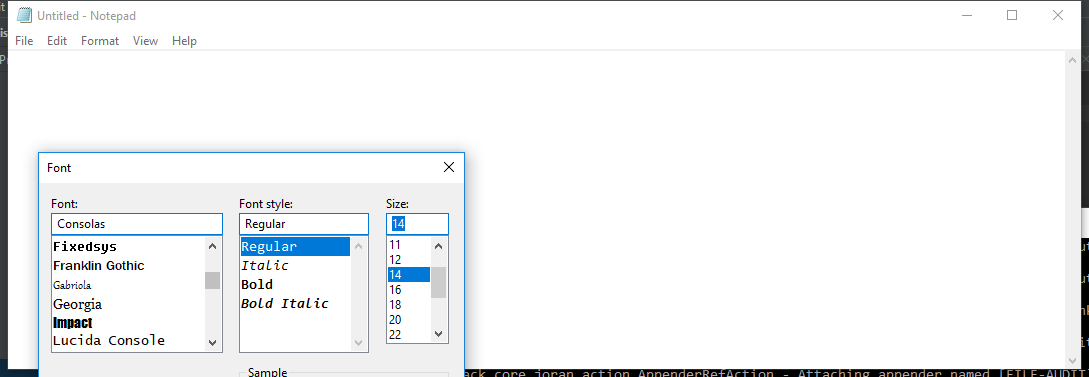 Untitled - Notepad
File Edit Format View Help
Font
Font: Font style: Size:
Consolas Regular 14
Fixedsys Regular 11
Franklin Gothic Italic 12
Gabriola Bold 14
Georgia Bold Italic 16
Impact 18
Lucida Console 20
22
Sample
ack core joran action AppenderRefAction - Attaching appender named [FILE-AUDIT